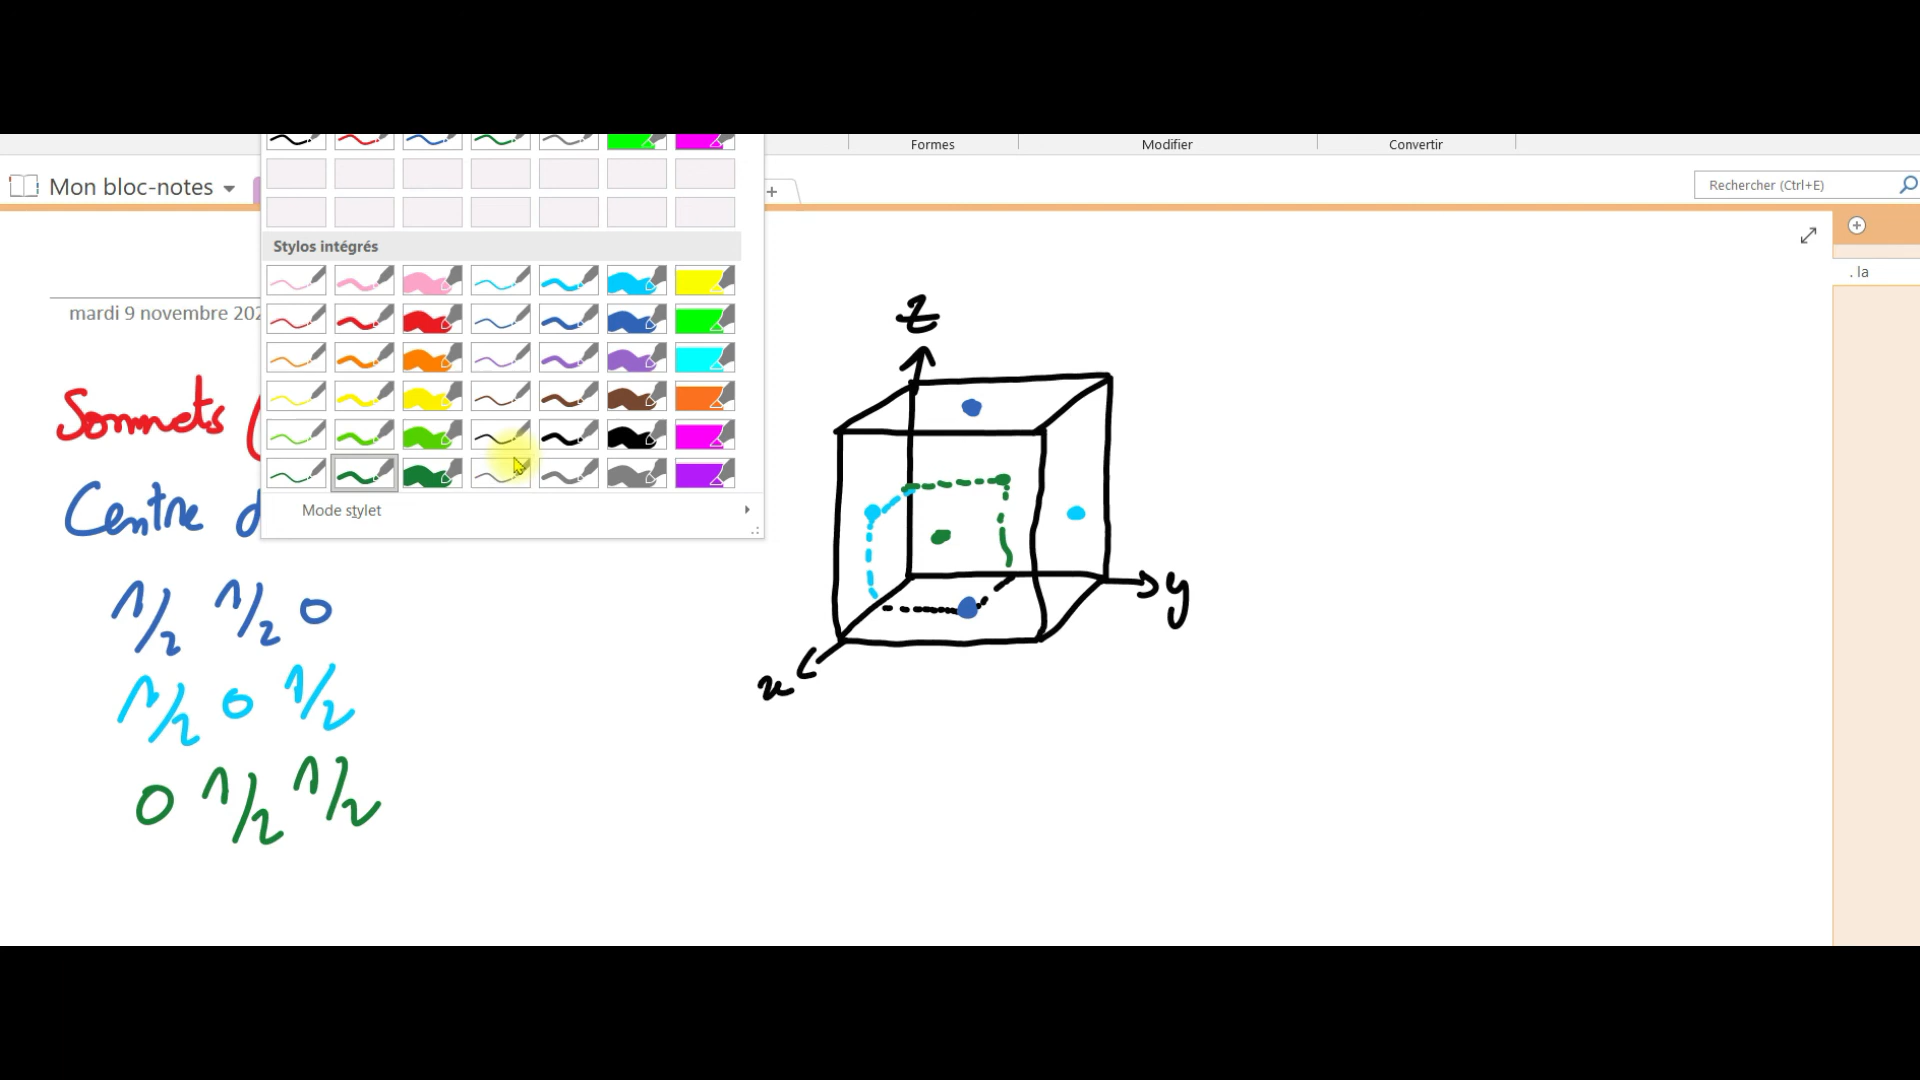 Formes Modifier Convertir
Mon bloc-notes
Rechercher (Ctrl+E)
Stylos intégrés
. la
mardi 9 novembre 202
Sommets (
Centre d
Mode stylet
1/2 1/2 0
1/2 0 1/2
0 1/2 1/2
z
y
x